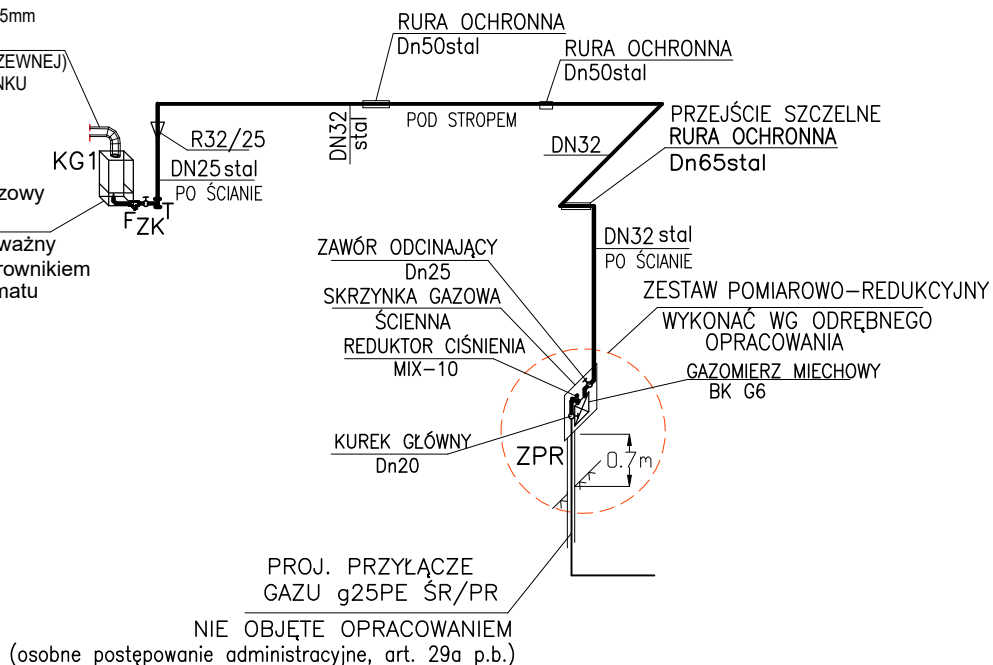 5mm
ZEWNEJ)
NKU
KG1
zowy
ważny
rownikiem
matu
FZK
T
R32/25
DN25 stal
PO ŚCIANIE
RURA OCHRONNA
Dn50stal
DN32
stal
POD STROPEM
RURA OCHRONNA
Dn50stal
DN32
PRZEJŚCIE SZCZELNE
RURA OCHRONNA
Dn65stal
DN32 stal
PO ŚCIANIE
ZAWÓR ODCINAJĄCY
Dn25
SKRZYNKA GAZOWA
ŚCIENNA
REDUKTOR CIŚNIENIA
MIX-10
ZESTAW POMIAROWO-REDUKCYJNY
WYKONAĆ WG ODRĘBNEGO
OPRACOWANIA
GAZOMIERZ MIECHOWY
BK G6
KUREK GŁÓWNY
Dn20
ZPR
0.7m
PROJ. PRZYŁĄCZE
GAZU g25PE ŚR/PR
NIE OBJĘTE OPRACOWANIEM
(osobne postępowanie administracyjne, art. 29a p.b.)